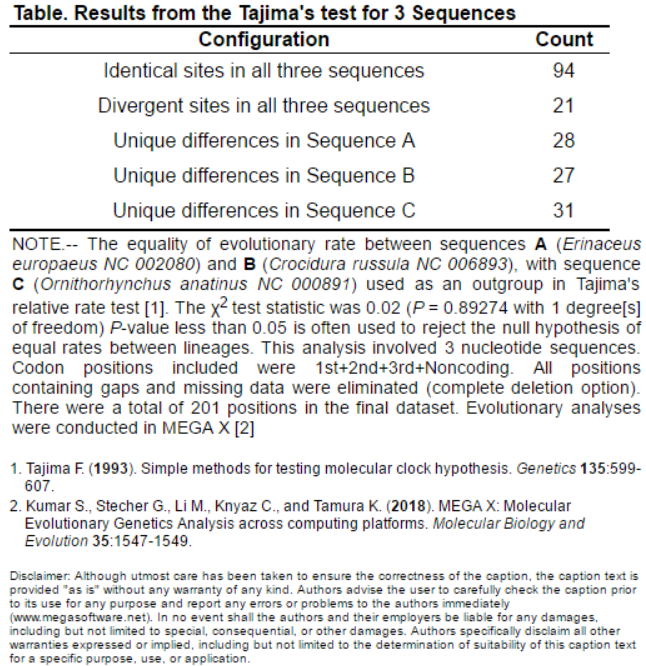 Table. Results from the Tajima's test for 3 Sequences
Configuration Count
Identical sites in all three sequences 94
Divergent sites in all three sequences 21
Unique differences in Sequence A 28
Unique differences in Sequence B 27
Unique differences in Sequence C 31
NOTE.-- The equality of evolutionary rate between sequences A (Erinaceus
europaeus NC 002080) and B (Crocidura russula NC 006893), with sequence
C (Ornithorhynchus anatinus NC 000891) used as an outgroup in Tajima's
relative rate test [1]. The χ² test statistic was 0.02 (P = 0.89274 with 1 degree[s]
of freedom) P-value less than 0.05 is often used to reject the null hypothesis of
equal rates between lineages. This analysis involved 3 nucleotide sequences.
Codon positions included were 1st+2nd+3rd+Noncoding. All positions
containing gaps and missing data were eliminated (complete deletion option).
There were a total of 201 positions in the final dataset. Evolutionary analyses
were conducted in MEGA X [2]
1. Tajima F. (1993). Simple methods for testing molecular clock hypothesis. Genetics 135:599-
607.
2. Kumar S., Stecher G., Li M., Knyaz C., and Tamura K. (2018). MEGA X: Molecular
Evolutionary Genetics Analysis across computing platforms. Molecular Biology and
Evolution 35:1547-1549.
Disclaimer: Although utmost care has been taken to ensure the correctness of the caption, the caption text is
provided "as is" without any warranty of any kind. Authors advise the user to carefully check the caption prior
to its use for any purpose and report any errors or problems to the authors immediately
(www.megasoftware.net). In no event shall the authors and their employers be liable for any damages,
including but not limited to special, consequential, or other damages. Authors specifically disclaim all other
warranties expressed or implied, including but not limited to the determination of suitability of this caption text
for a specific purpose, use, or application.